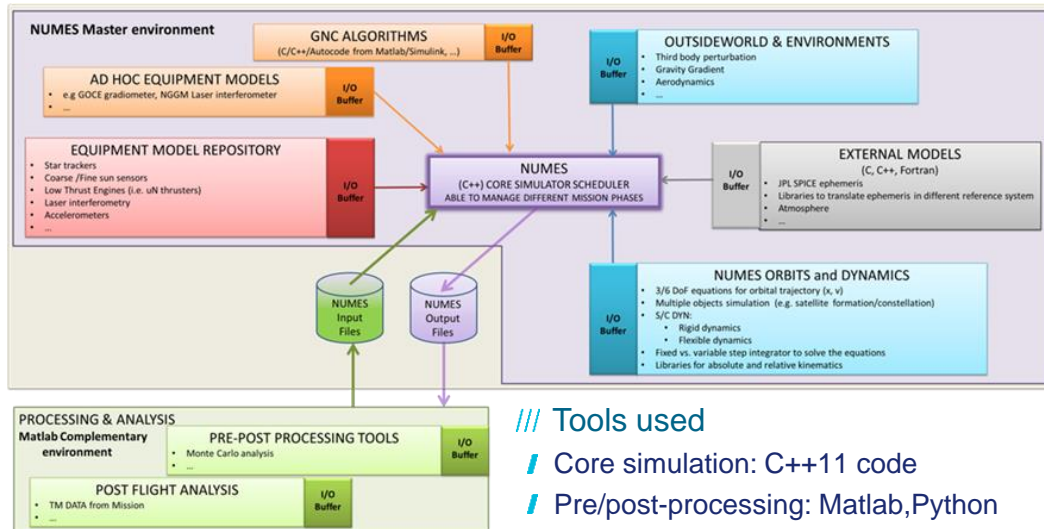 NUMES Master environment
GNC ALGORITHMS
(C/C++/Autocode from Matlab/Simulink, ...)
I/O
Buffer
AD HOC EQUIPMENT MODELS
• e.g GOCE gradiometer, NGGM Laser interferometer
• ...
I/O
Buffer
EQUIPMENT MODEL REPOSITORY
• Star trackers
• Coarse /Fine sun sensors
• Low Thrust Engines (i.e. uN thrusters)
• Laser interferometry
• Accelerometers
• ...
I/O
Buffer
I/O
Buffer
OUTSIDEWORLD & ENVIRONMENTS
• Third body perturbation
• Gravity Gradient
• Aerodynamics
• ...
NUMES
(C++) CORE SIMULATOR SCHEDULER
ABLE TO MANAGE DIFFERENT MISSION PHASES
I/O
Buffer
EXTERNAL MODELS
(C, C++, Fortran)
• JPL SPICE ephemeris
• Libraries to translate ephemeris in different reference system
• Atmosphere
• ...
I/O
Buffer
NUMES ORBITS and DYNAMICS
• 3/6 DoF equations for orbital trajectory (x, v)
• Multiple objects simulation (e.g. satellite formation/constellation)
• S/C DYN:
• Rigid dynamics
• Flexible dynamics
• Fixed vs. variable step integrator to solve the equations
• Libraries for absolute and relative kinematics
NUMES
Input
Files
NUMES
Output
Files
PROCESSING & ANALYSIS
Matlab Complementary
environment
PRE-POST PROCESSING TOOLS
• Monte Carlo analysis
• ...
I/O
Buffer
POST FLIGHT ANALYSIS
• TM DATA from Mission
• ...
I/O
Buffer
/// Tools used
/ Core simulation: C++11 code
/ Pre/post-processing: Matlab,Python